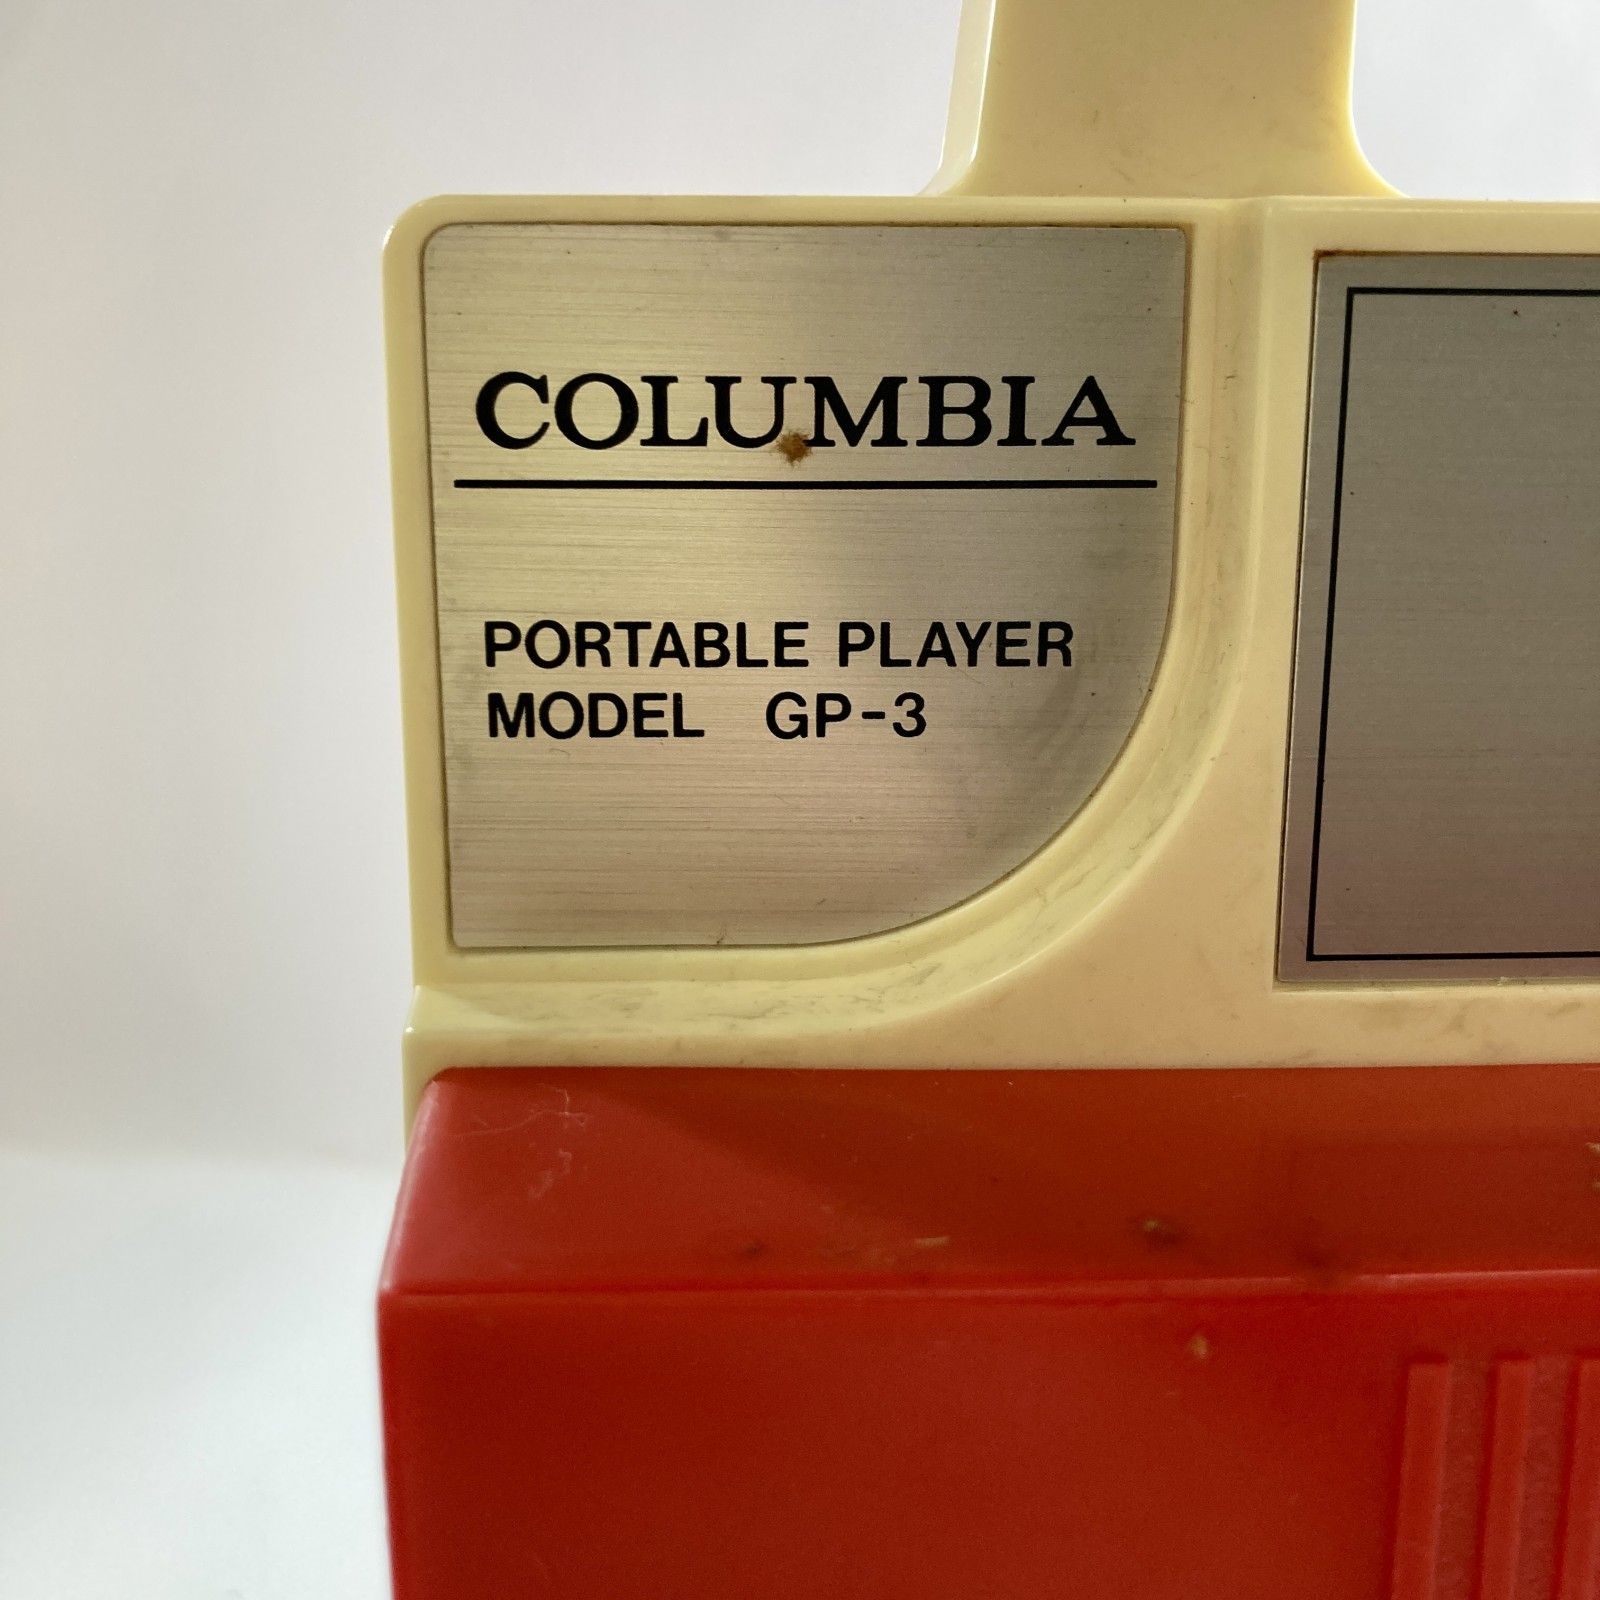 COLUMBIA
PORTABLE PLAYER
MODEL GP-3